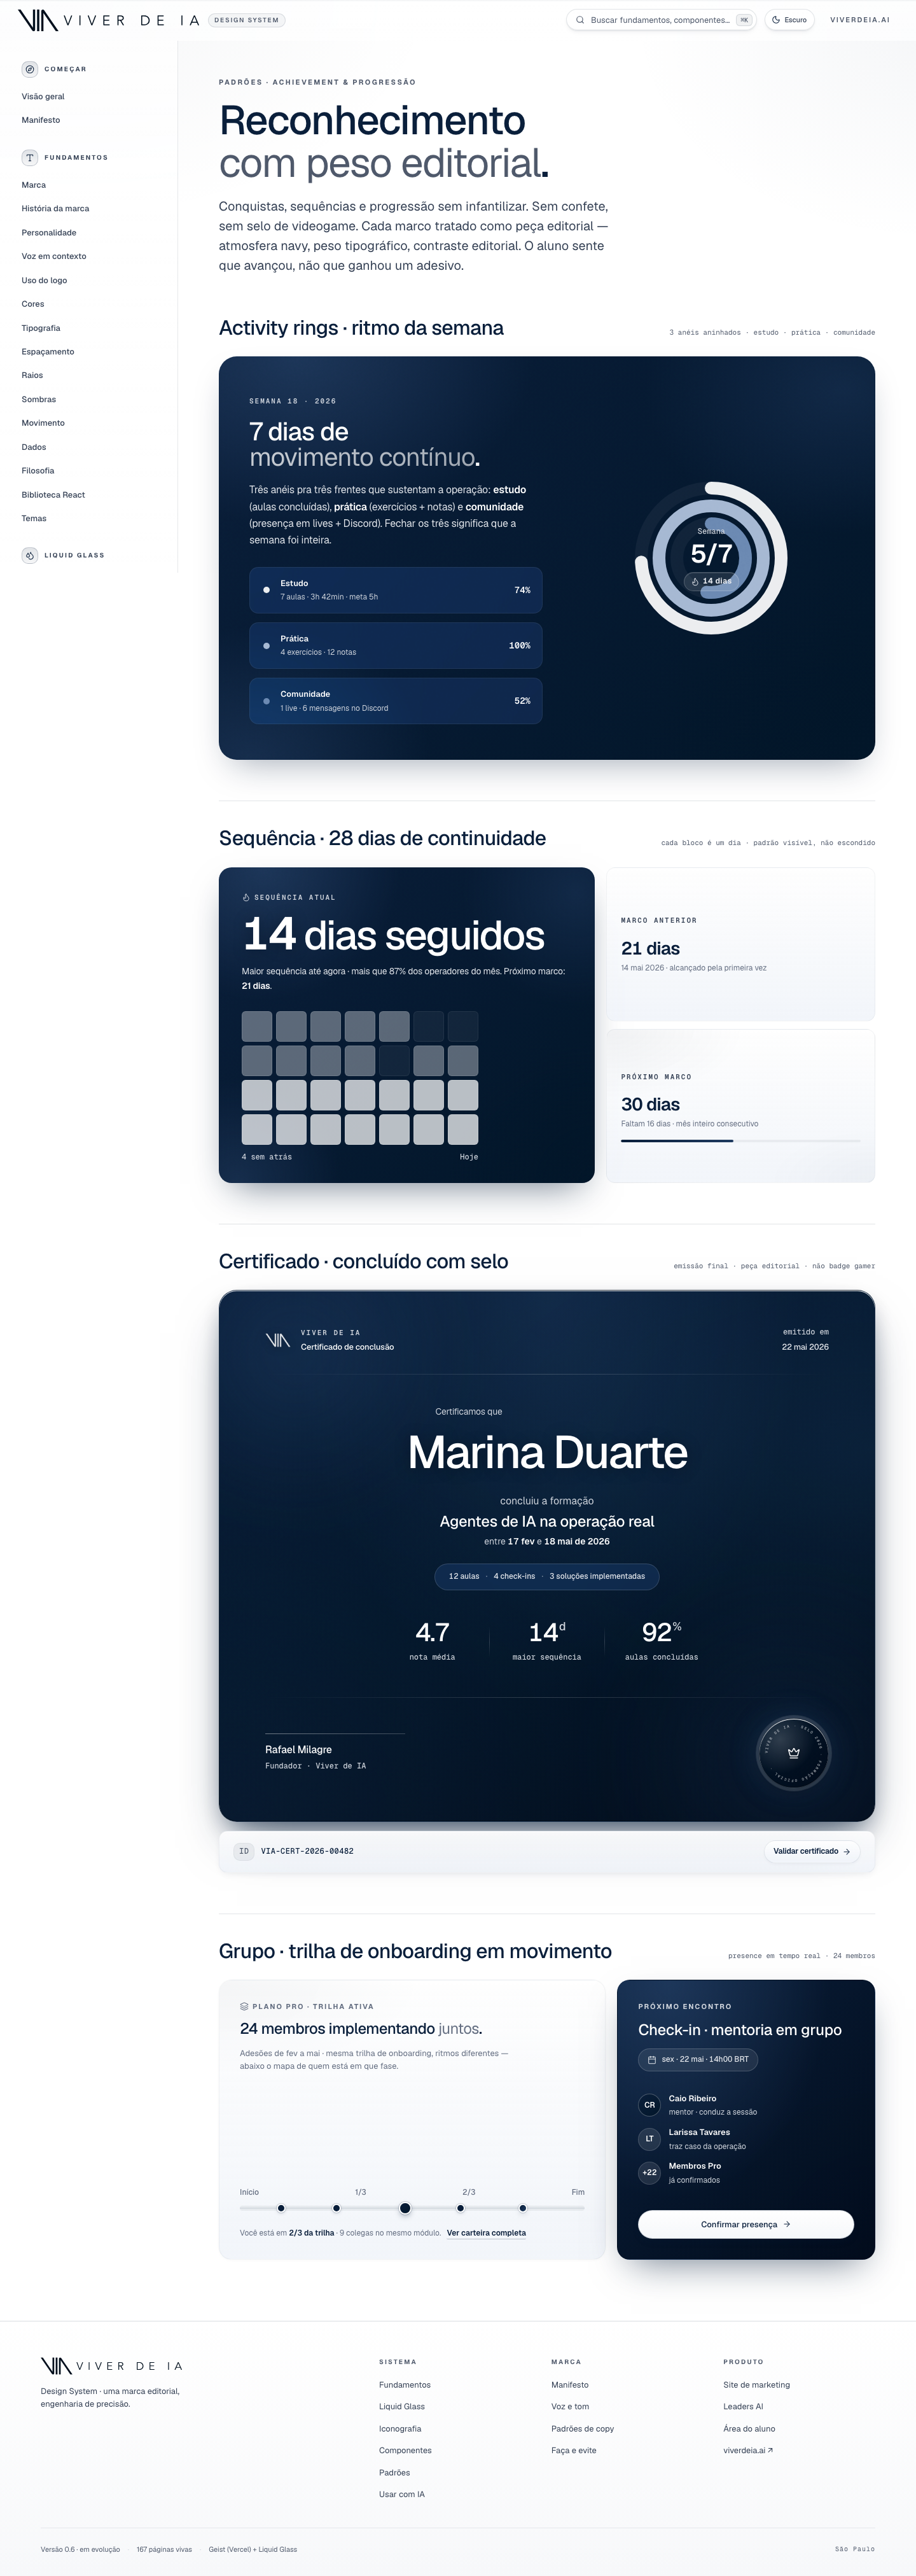 VIVER DE IA
DESIGN SYSTEM
Buscar fundamentos, componentes...
⌘K
Escuro
VIVERDEIA.AI
COMEÇAR
Visão geral
Manifesto
FUNDAMENTOS
Marca
História da marca
Personalidade
Voz em contexto
Uso do logo
Cores
Tipografia
Espaçamento
Raios
Sombras
Movimento
Dados
Filosofia
Biblioteca React
Temas
LIQUID GLASS
PADRÕES · ACHIEVEMENT & PROGRESSÃO
Reconhecimento
com peso editorial.
Conquistas, sequências e progressão sem infantilizar. Sem confete,
sem selo de videogame. Cada marco tratado como peça editorial —
atmosfera navy, peso tipográfico, contraste editorial. O aluno sente
que avançou, não que ganhou um adesivo.
Activity rings · ritmo da semana
3 anéis aninhados · estudo · prática · comunidade
SEMANA 18 · 2026
7 dias de
movimento contínuo.
Três anéis pra três frentes que sustentam a operação: estudo
(aulas concluídas), prática (exercícios + notas) e comunidade
(presença em lives + Discord). Fechar os três significa que a
semana foi inteira.
Estudo
7 aulas · 3h 42min · meta 5h
74%
Prática
4 exercícios · 12 notas
100%
Comunidade
1 live · 6 mensagens no Discord
52%
Semana
5/7
14 dias
Sequência · 28 dias de continuidade
cada bloco é um dia · padrão visível, não escondido
SEQUÊNCIA ATUAL
14 dias seguidos
Maior sequência até agora · mais que 87% dos operadores do mês. Próximo marco:
21 dias.
4 sem atrás
Hoje
MARCO ANTERIOR
21 dias
14 mai 2026 · alcançado pela primeira vez
PRÓXIMO MARCO
30 dias
Faltam 16 dias · mês inteiro consecutivo
Certificado · concluído com selo
emissão final · peça editorial · não badge gamer
VIVER DE IA
Certificado de conclusão
emitido em
22 mai 2026
Certificamos que
Marina Duarte
concluiu a formação
Agentes de IA na operação real
entre 17 fev e 18 mai de 2026
12 aulas · 4 check-ins · 3 soluções implementadas
4.7
nota média
14d
maior sequência
92%
aulas concluídas
Rafael Milagre
Fundador · Viver de IA
ID
VIA-CERT-2026-00482
Validar certificado →
Grupo · trilha de onboarding em movimento
presence em tempo real · 24 membros
PLANO PRO · TRILHA ATIVA
24 membros implementando juntos.
Adesões de fev a mai · mesma trilha de onboarding, ritmos diferentes —
abaixo o mapa de quem está em que fase.
Início
1/3
2/3
Fim
Você está em 2/3 da trilha · 9 colegas no mesmo módulo. Ver carteira completa
PRÓXIMO ENCONTRO
Check-in · mentoria em grupo
sex · 22 mai · 14h00 BRT
CR
Caio Ribeiro
mentor · conduz a sessão
LT
Larissa Tavares
traz caso da operação
+22
Membros Pro
já confirmados
Confirmar presença →
VIVER DE IA
Design System · uma marca editorial,
engenharia de precisão.
SISTEMA
Fundamentos
Liquid Glass
Iconografia
Componentes
Padrões
Usar com IA
MARCA
Manifesto
Voz e tom
Padrões de copy
Faça e evite
PRODUTO
Site de marketing
Leaders AI
Área do aluno
viverdeia.ai ↗
Versão 0.6 · em evolução
167 páginas vivas
Geist (Vercel) + Liquid Glass
São Paulo